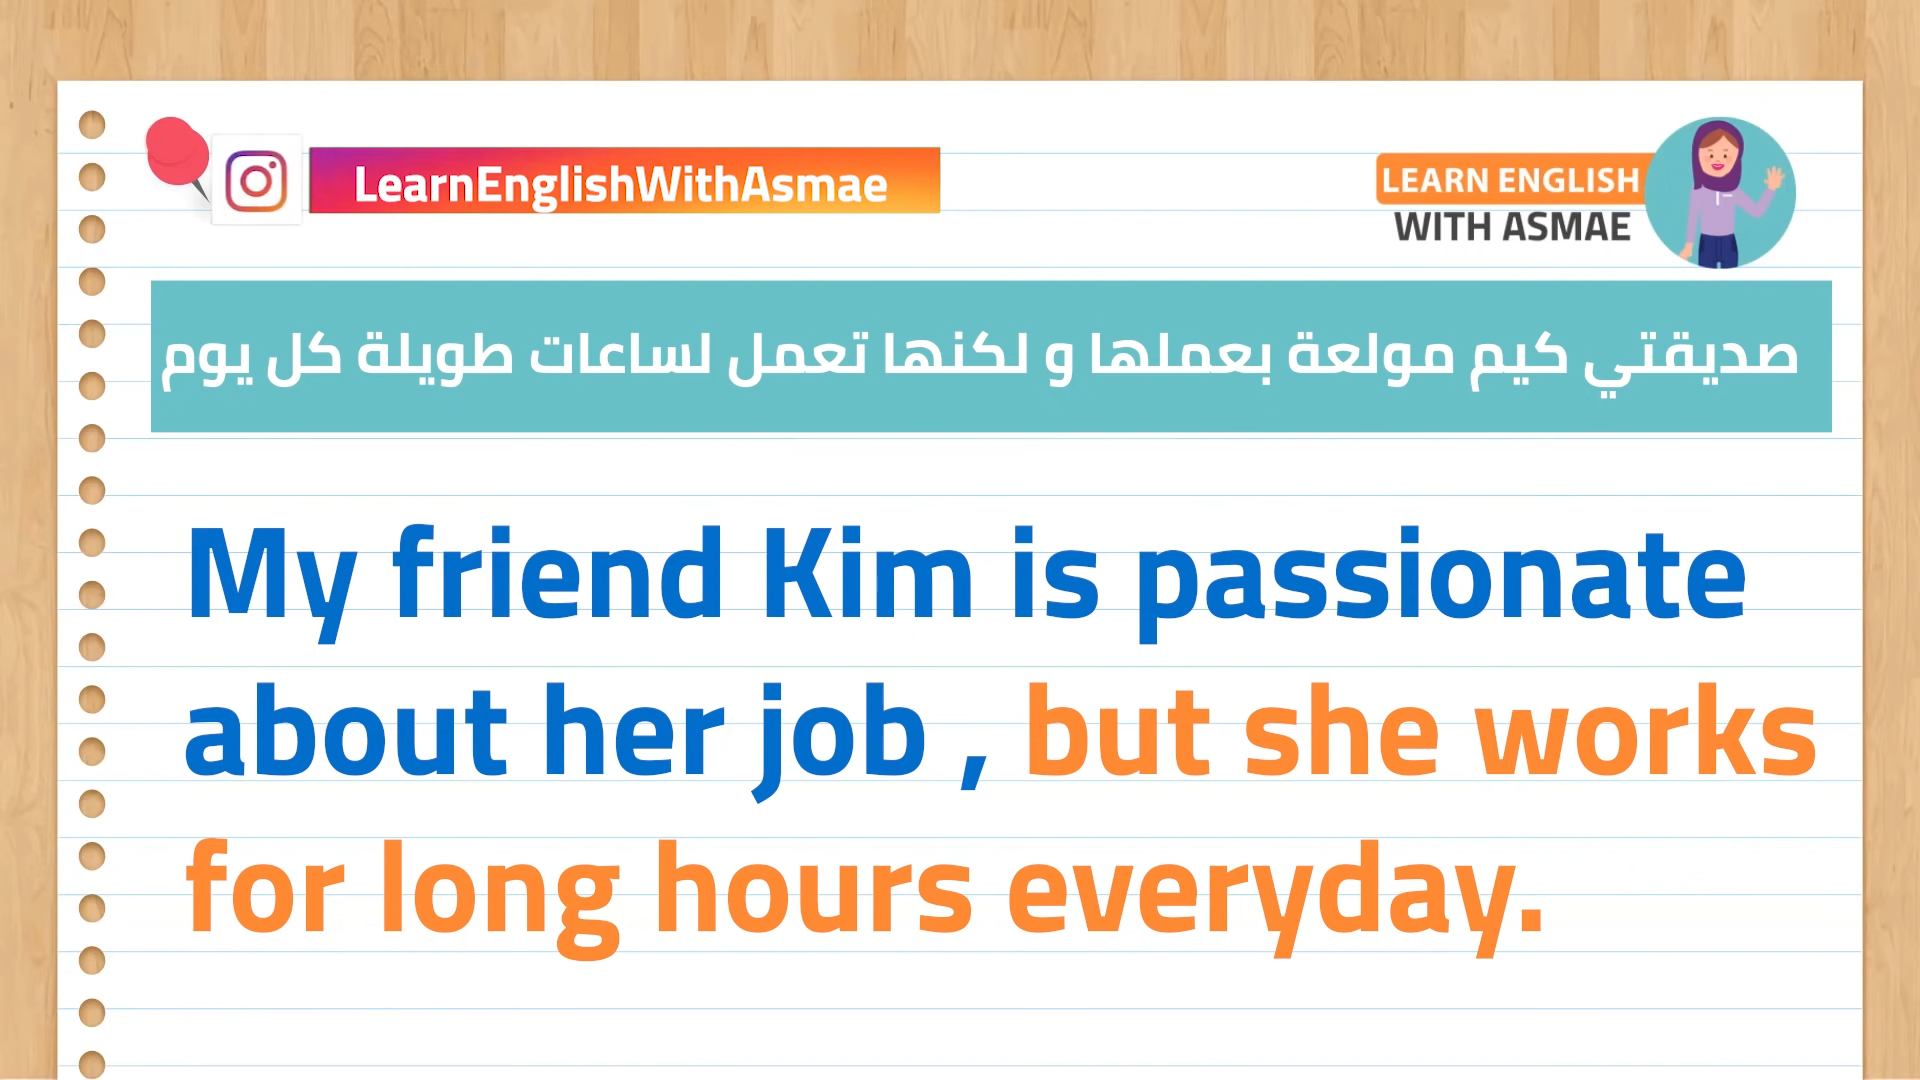 LearnEnglishWithAsmae
LEARN ENGLISH
WITH ASMAE
صديقتي كيم مولعة بعملها و لكنها تعمل لساعات طويلة كل يوم
My friend Kim is passionate
about her job , but she works
for long hours everyday.